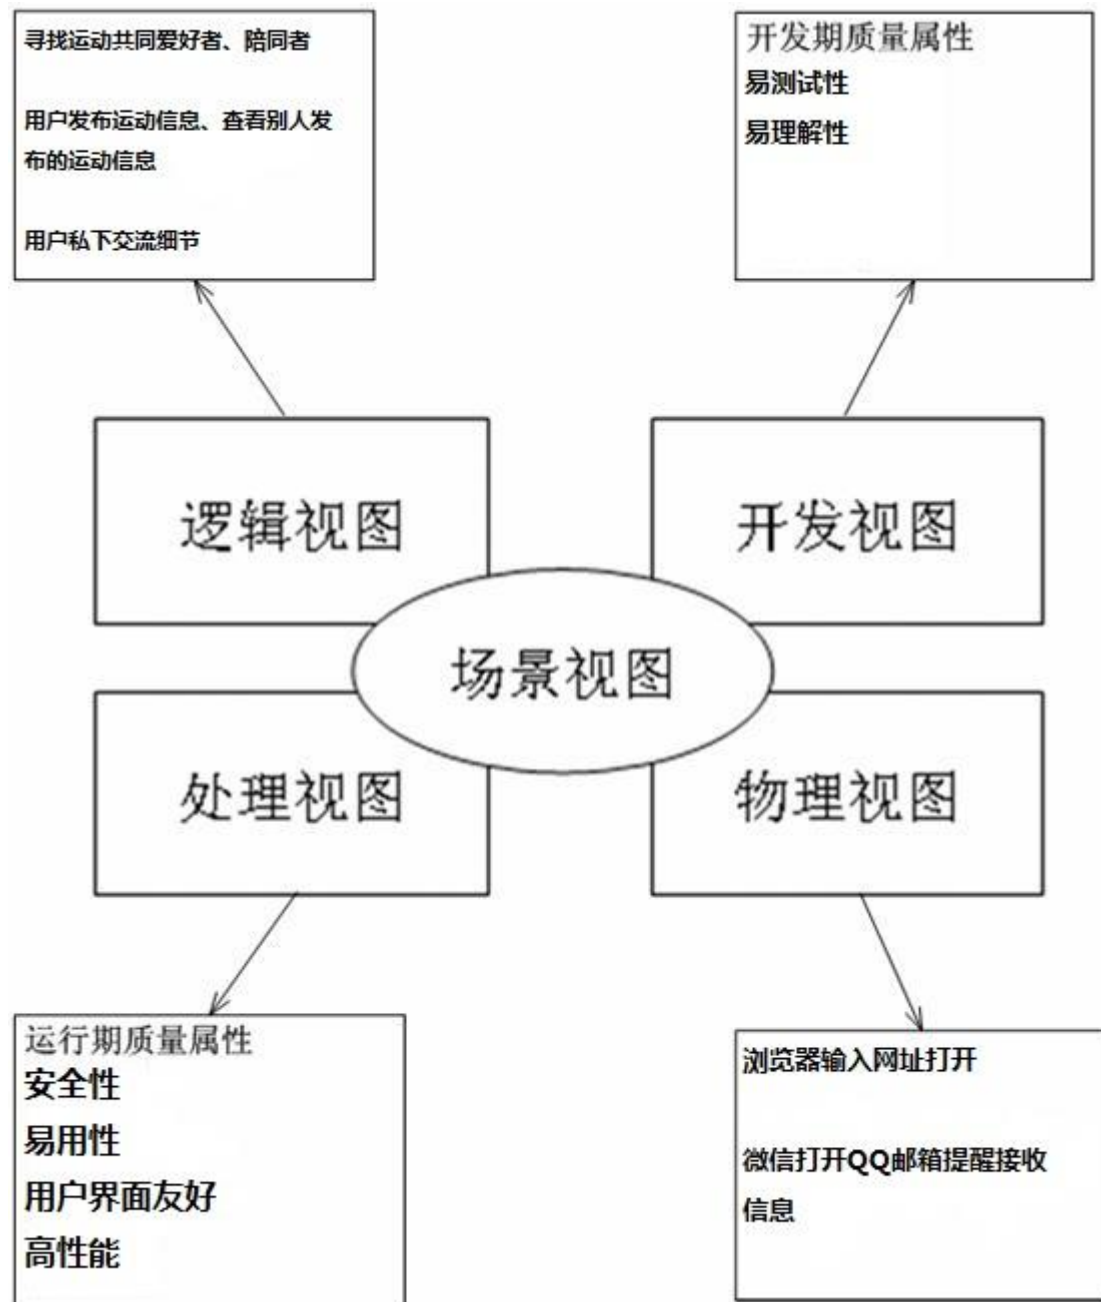 寻找运动共同爱好者、陪同者
用户发布运动信息、查看别人发
布的运动信息
用户私下交流细节
开发期质量属性
易测试性
易理解性
逻辑视图
开发视图
场景视图
处理视图
物理视图
运行期质量属性
安全性
易用性
用户界面友好
高性能
浏览器输入网址打开
微信打开QQ邮箱提醒接收
信息